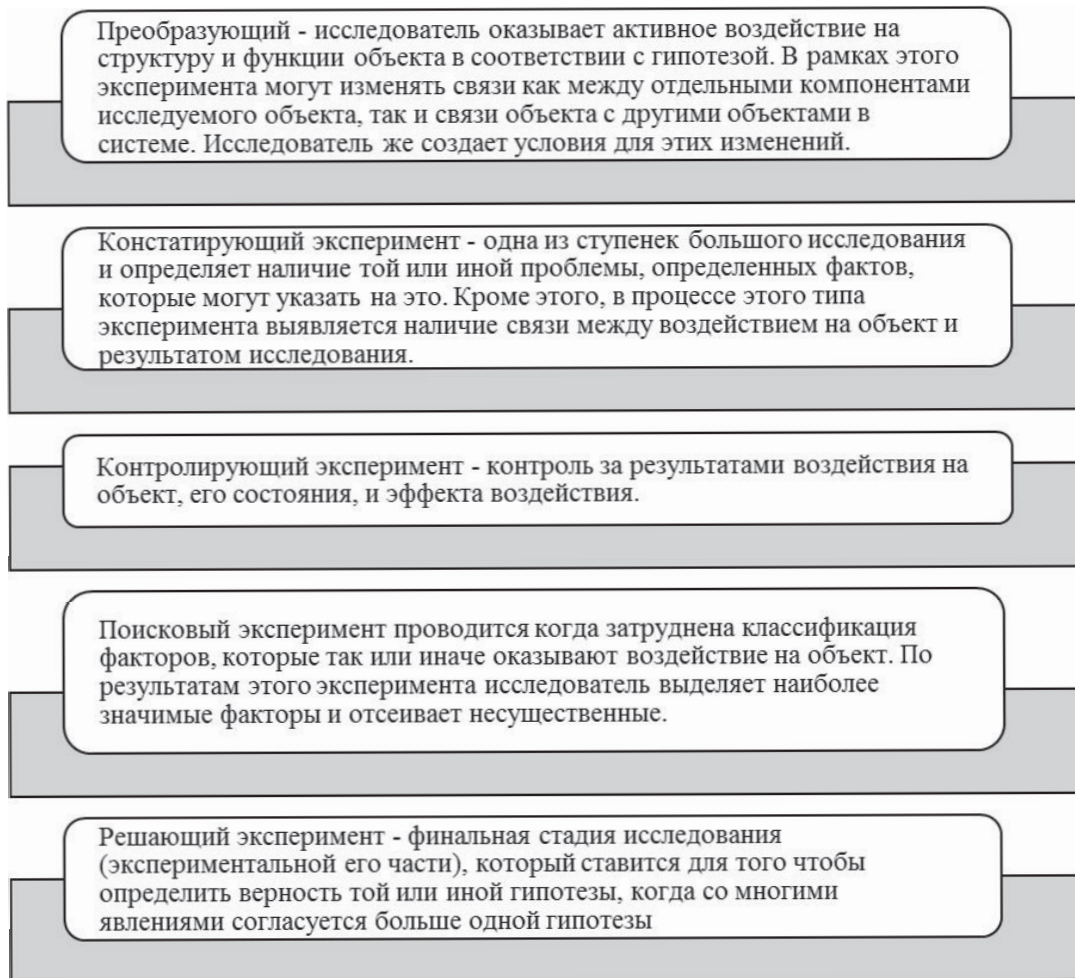 Преобразующий - исследователь оказывает активное воздействие на
структуру и функции объекта в соответствии с гипотезой. В рамках этого
эксперимента могут изменять связи как между отдельными компонентами
исследуемого объекта, так и связи объекта с другими объектами в
системе. Исследователь же создает условия для этих изменений.
Констатирующий эксперимент - одна из ступенек большого исследования
и определяет наличие той или иной проблемы, определенных фактов,
которые могут указать на это. Кроме этого, в процессе этого типа
эксперимента выявляется наличие связи между воздействием на объект и
результатом исследования.
Контролирующий эксперимент - контроль за результатами воздействия на
объект, его состояния, и эффекта воздействия.
Поисковый эксперимент проводится когда затруднена классификация
факторов, которые так или иначе оказывают воздействие на объект. По
результатам этого эксперимента исследователь выделяет наиболее
значимые факторы и отсеивает несущественные.
Решающий эксперимент - финальная стадия исследования
(экспериментальной его части), который ставится для того чтобы
определить верность той или иной гипотезы, когда со многими
явлениями согласуется больше одной гипотезы